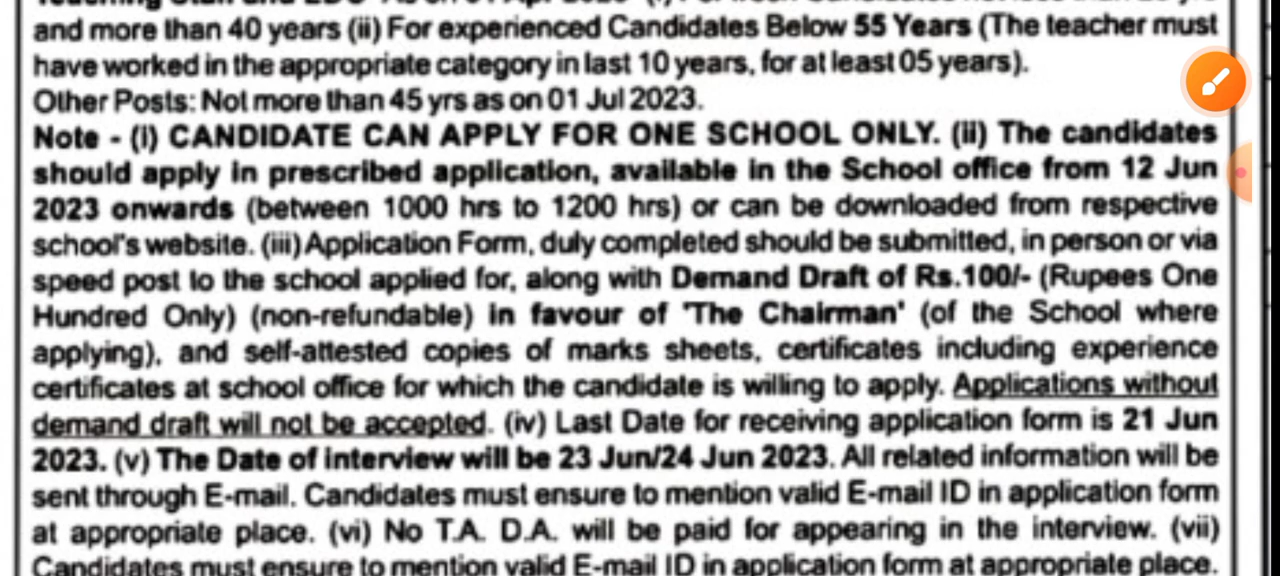 and more than 40 years (ii) For experienced Candidates Below 55 Years (The teacher must
have worked in the appropriate category in last 10 years, for at least 05 years).
Other Posts: Not more than 45 yrs as on 01 Jul 2023.
Note - (i) CANDIDATE CAN APPLY FOR ONE SCHOOL ONLY. (ii) The candidates
should apply in prescribed application, available in the School office from 12 Jun
2023 onwards (between 1000 hrs to 1200 hrs) or can be downloaded from respective
school's website. (iii) Application Form, duly completed should be submitted, in person or via
speed post to the school applied for, along with Demand Draft of Rs.100/- (Rupees One
Hundred Only) (non-refundable) in favour of 'The Chairman' (of the School where
applying), and self-attested copies of marks sheets, certificates including experience
certificates at school office for which the candidate is willing to apply. Applications without
demand draft will not be accepted. (iv) Last Date for receiving application form is 21 Jun
2023. (v) The Date of interview will be 23 Jun/24 Jun 2023. All related information will be
sent through E-mail. Candidates must ensure to mention valid E-mail ID in application form
at appropriate place. (vi) No T.A. D.A. will be paid for appearing in the interview. (vii)
Candidates must ensure to mention valid E-mail ID in application form at appropriate place.